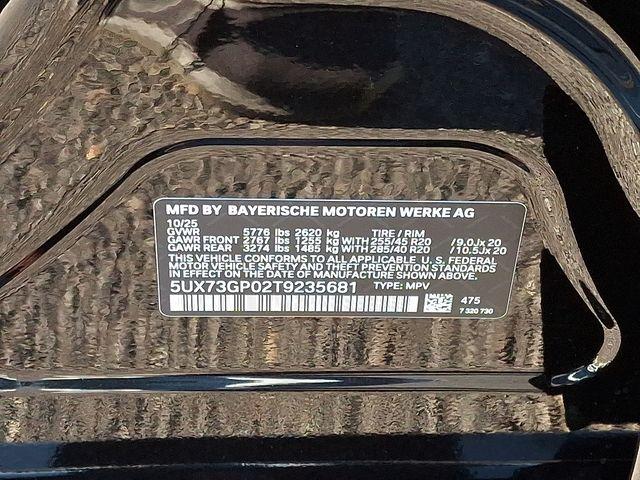 MFD BY BAYERISCHE MOTOREN WERKE AG
10/25
GVWR 5776 lbs 2620 kg TIRE / RIM
GAWR FRONT 2767 lbs 1255 kg WITH 255/45 R20 / 9.0Jx 20
GAWR REAR 3274 lbs 1485 kg WITH 285/40 R20 / 10.5Jx 20
THIS VEHICLE CONFORMS TO ALL APPLICABLE U. S. FEDERAL
MOTOR VEHICLE SAFETY AND THEFT PREVENTION STANDARDS
IN EFFECT ON THE DATE OF MANUFACTURE SHOWN ABOVE.
5UX73GP02T9235681 TYPE: MPV
475
7 320 730